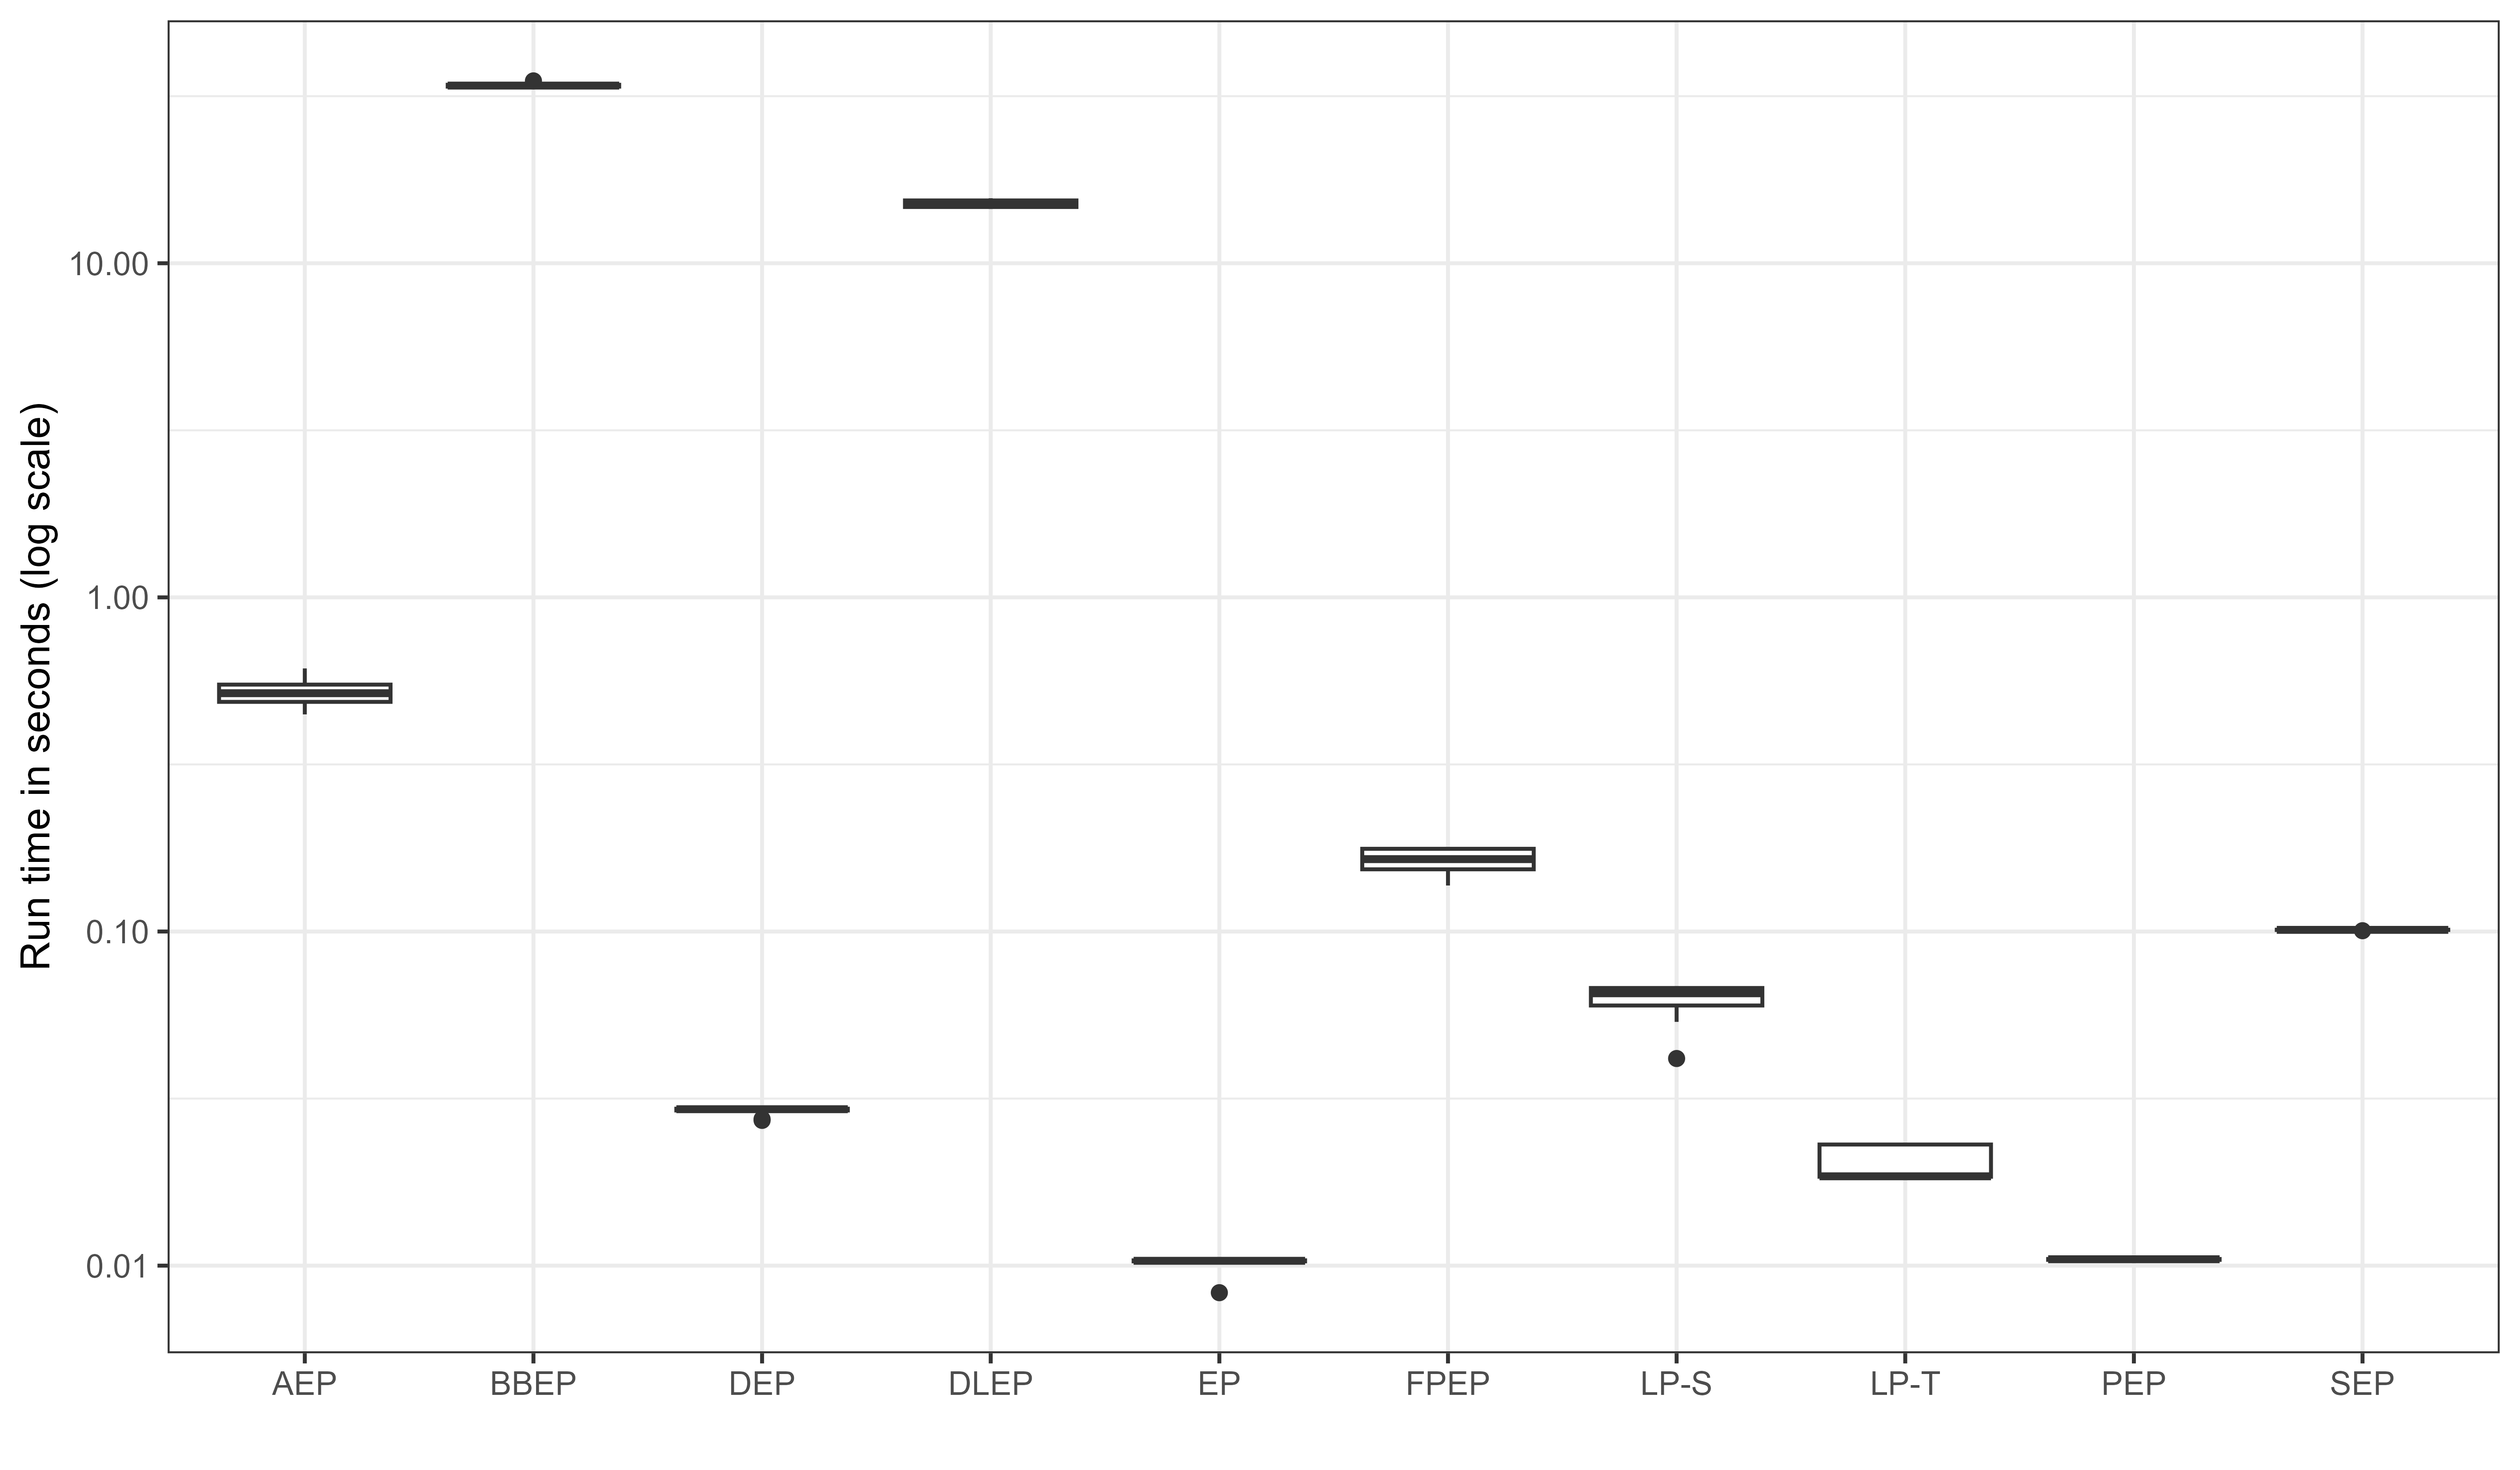 Run time in seconds (log scale)
10.00
1.00
0.10
0.01
AEP BBEP DEP DLEP EP FPEP LP-S LP-T PEP SEP